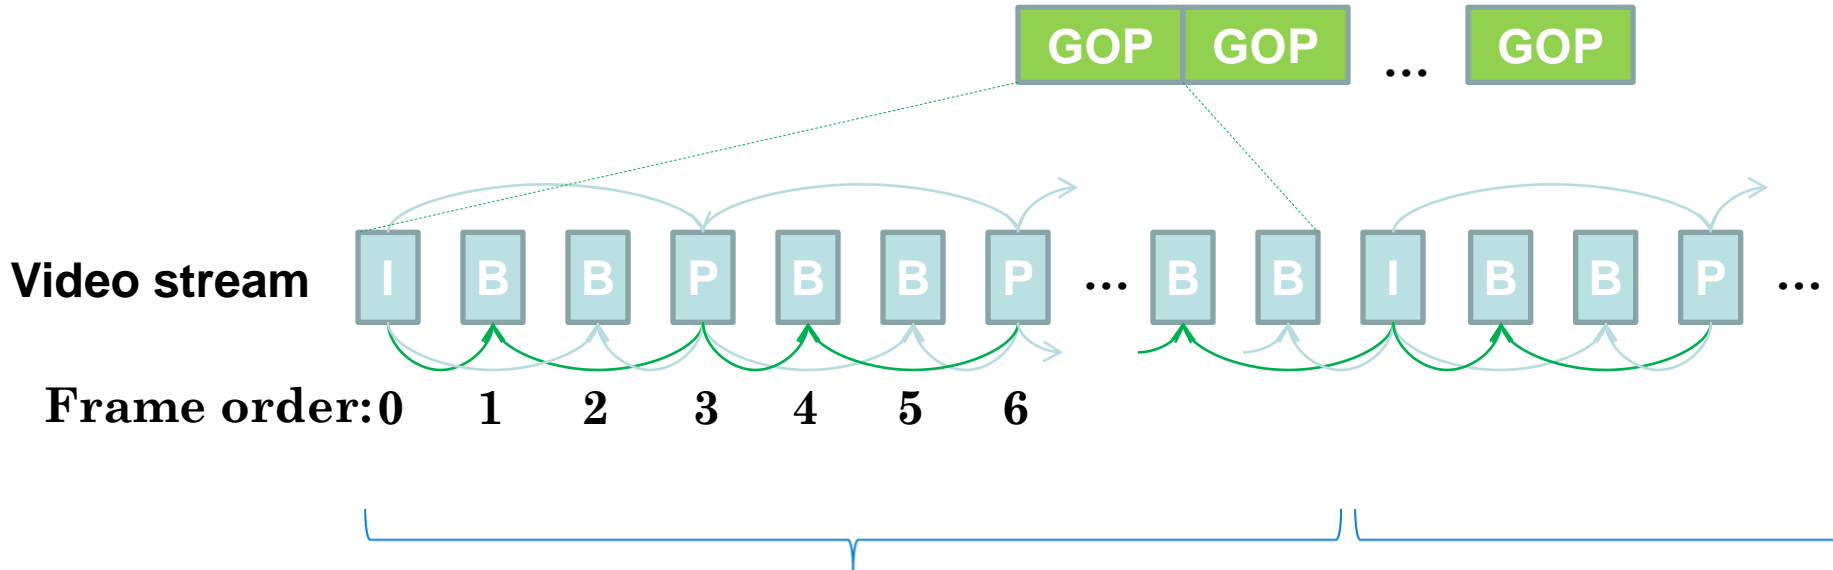 GOP GOP ... GOP
Video stream I B B P B B P ... B B I B B P ...
Frame order: 0 1 2 3 4 5 6